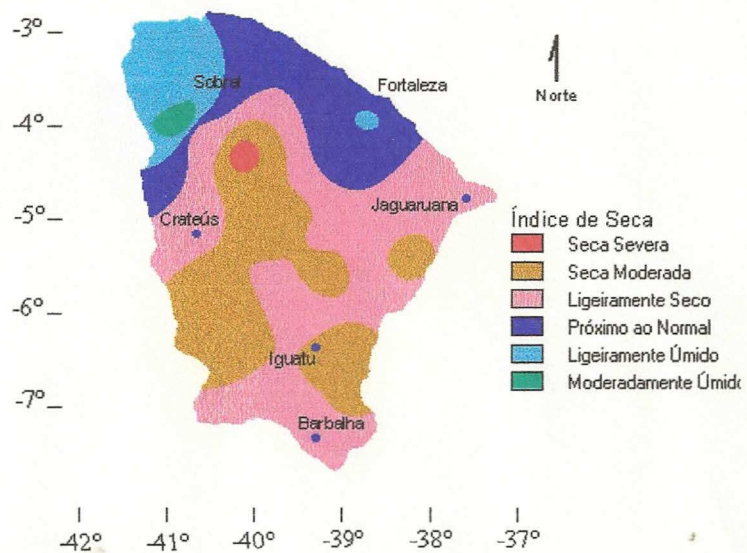 -3°
-4°
-5°
-6°
-7°
Sobral
Fortaleza
Norte
Crateús
Jaguaruana
Iguatu
Barbalha
Índice de Seca
Seca Severa
Seca Moderada
Ligeiramente Seco
Próximo ao Normal
Ligeiramente Úmido
Moderadamente Úmido
-42°
-41°
-40°
-39°
-38°
-37°